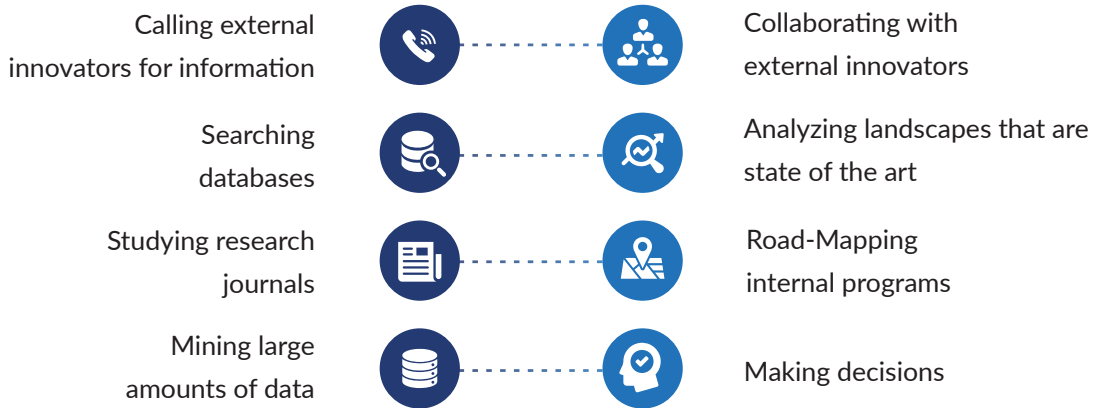 Calling external
innovators for information
Collaborating with
external innovators
Searching
databases
Analyzing landscapes that are
state of the art
Studying research
journals
Road-Mapping
internal programs
Mining large
amounts of data
Making decisions